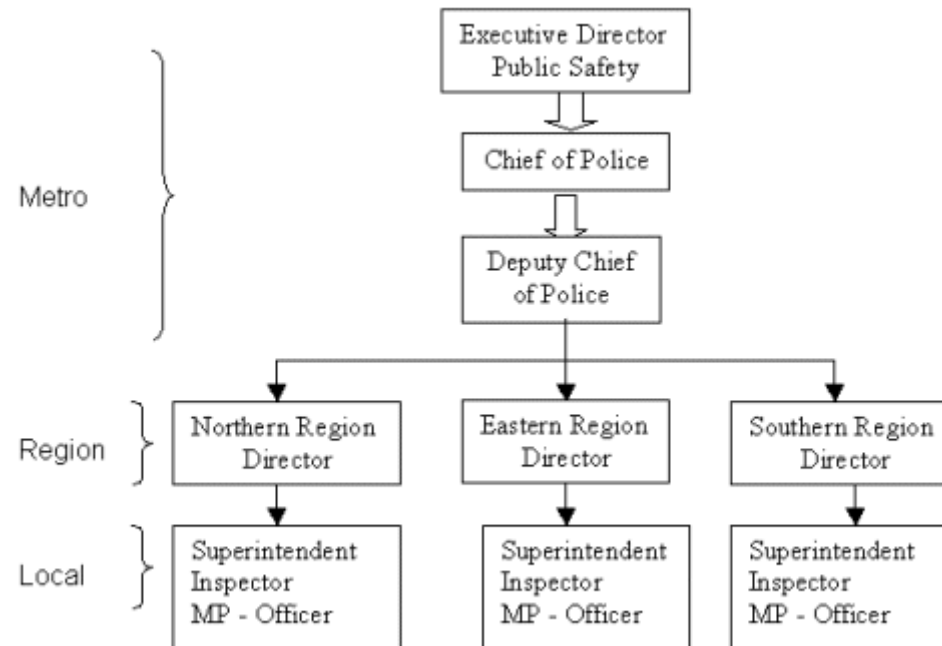 Executive Director
Public Safety
Metro
Chief of Police
Deputy Chief
of Police
Region
Northern Region
Director
Eastern Region
Director
Southern Region
Director
Local
Superintendent
Inspector
MP - Officer
Superintendent
Inspector
MP - Officer
Superintendent
Inspector
MP - Officer